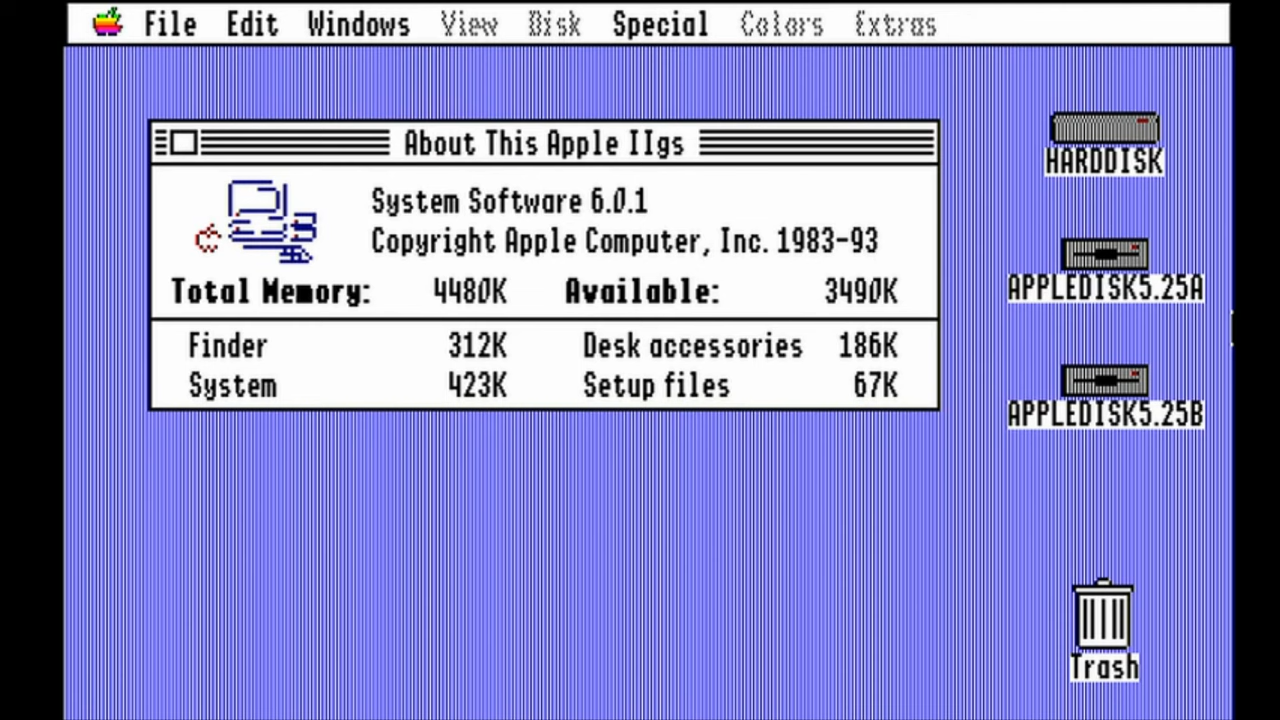 File Edit Windows View Disk Special Colors Extras
About This Apple IIgs
System Software 6.0.1
Copyright Apple Computer, Inc. 1983-93
Total Memory: 4480K Available: 3490K
Finder 312K Desk accessories 186K
System 423K Setup files 67K
HARDDISK
APPLEDISK5.25A
APPLEDISK5.25B
Trash